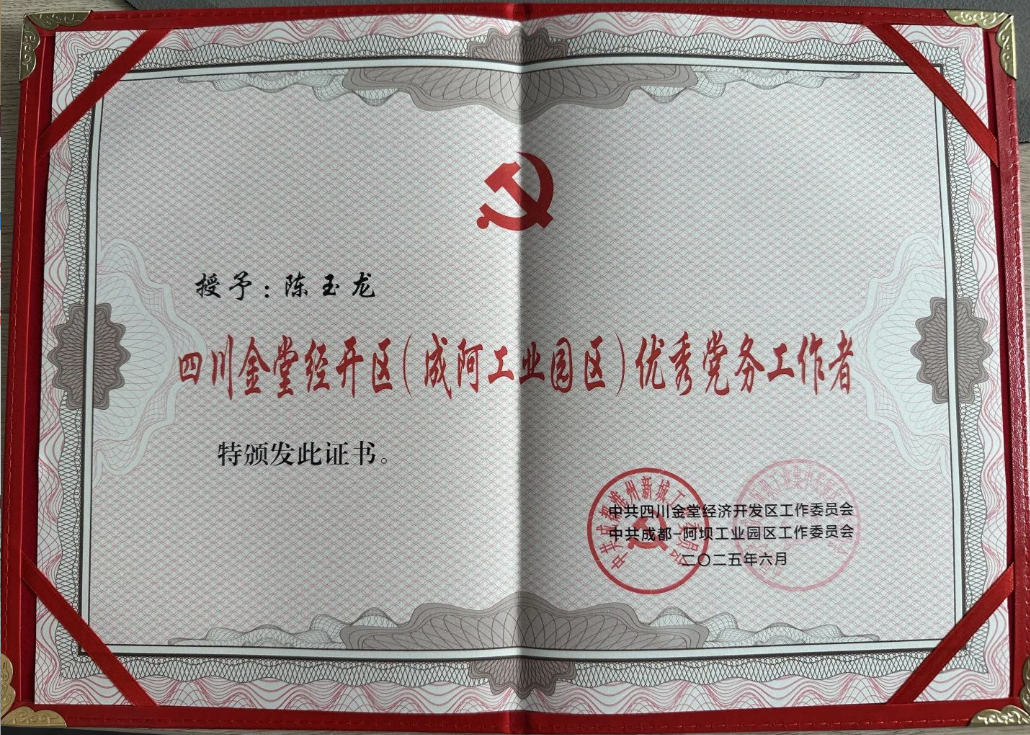 授予：陈玉龙
四川金堂经开区（成阿工业园区）优秀党务工作者
特颁发此证书。
中共四川金堂经济开发区工作委员会
中共成都-阿坝工业园区工作委员会
二〇二五年六月